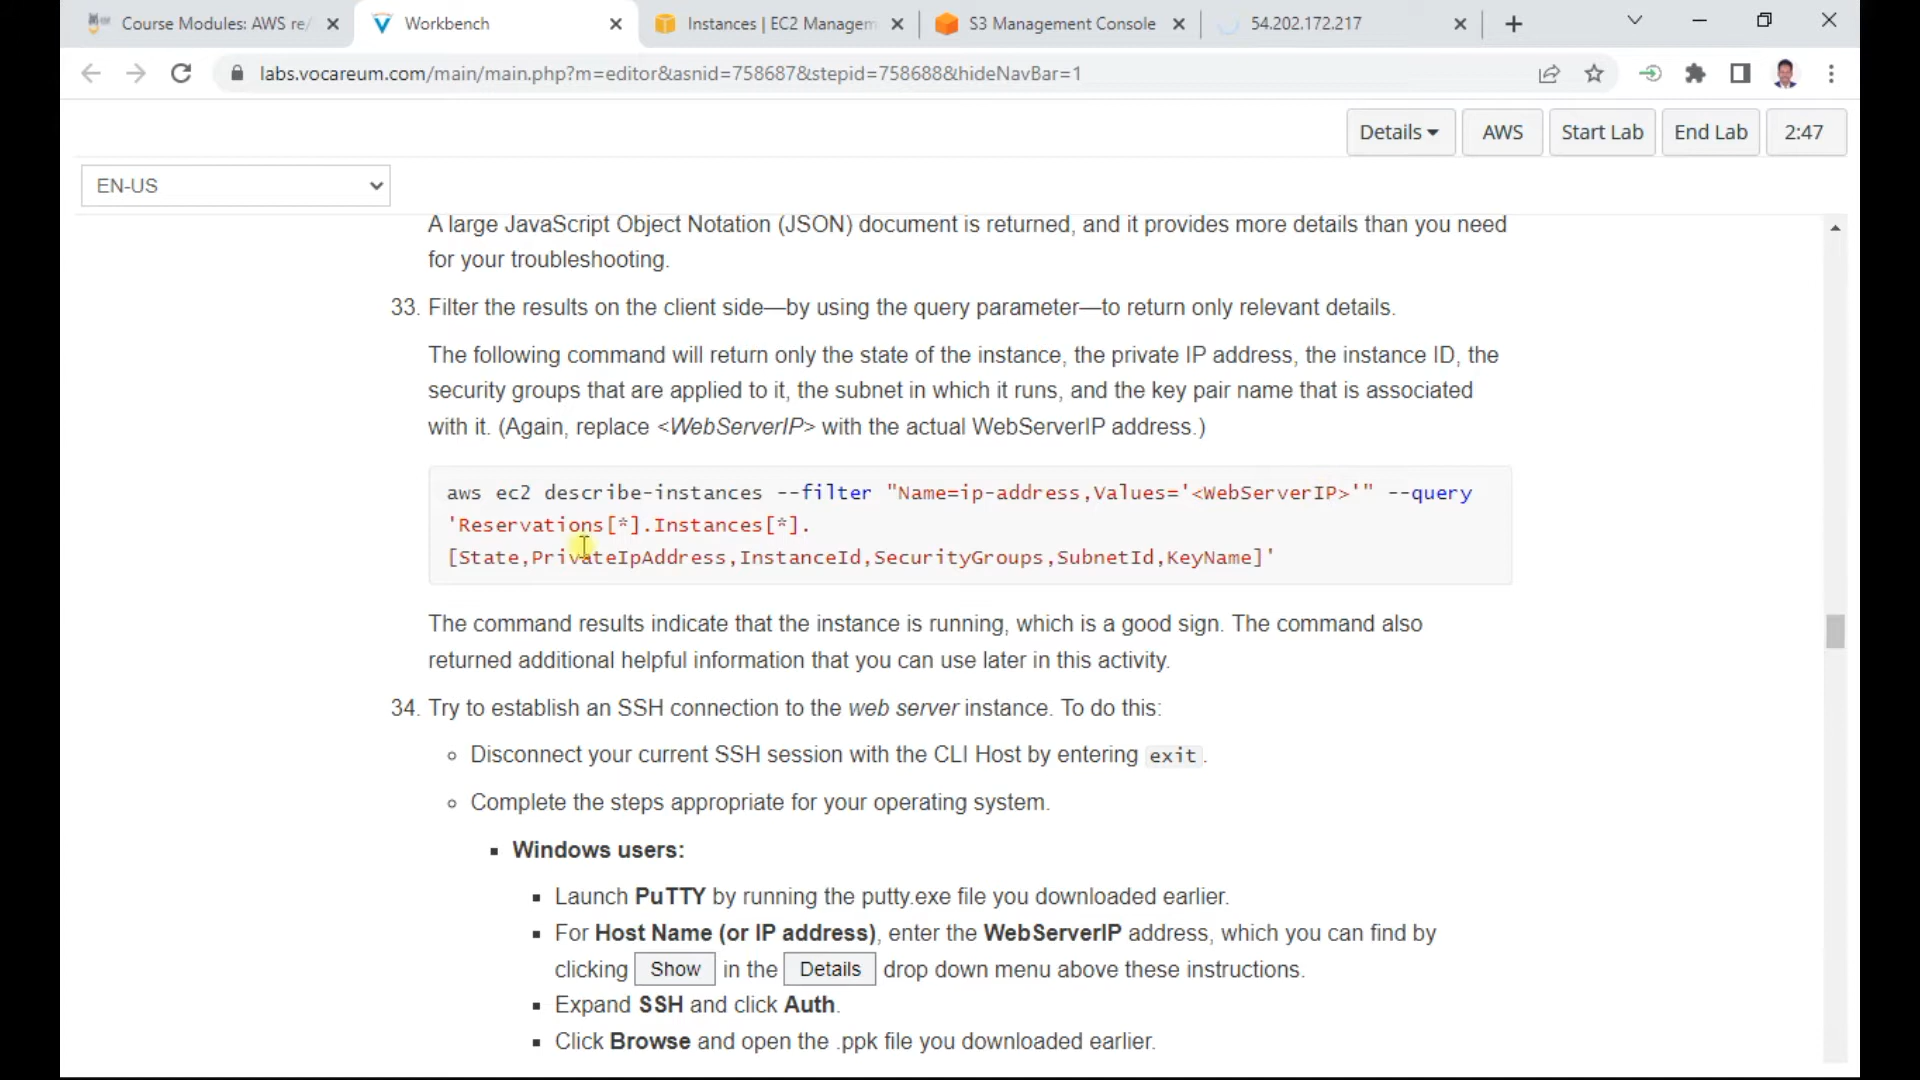 Course Modules: AWS re/
Workbench
Instances | EC2 Managem
S3 Management Console
54.202.172.217
labs.vocareum.com/main/main.php?m=editor&asnid=758687&stepid=758688&hideNavBar=1
Details
AWS
Start Lab
End Lab
2:47
EN-US
A large JavaScript Object Notation (JSON) document is returned, and it provides more details than you need
for your troubleshooting.
33. Filter the results on the client side—by using the query parameter—to return only relevant details.
The following command will return only the state of the instance, the private IP address, the instance ID, the
security groups that are applied to it, the subnet in which it runs, and the key pair name that is associated
with it. (Again, replace <WebServerIP> with the actual WebServerIP address.)
aws ec2 describe-instances --filter "Name=ip-address,Values='<WebServerIP>'" --query
'Reservations[*].Instances[*].
[State,PrivateIpAddress,InstanceId,SecurityGroups,SubnetId,KeyName]'
The command results indicate that the instance is running, which is a good sign. The command also
returned additional helpful information that you can use later in this activity.
34. Try to establish an SSH connection to the web server instance. To do this:
Disconnect your current SSH session with the CLI Host by entering exit.
Complete the steps appropriate for your operating system.
Windows users:
Launch PuTTY by running the putty.exe file you downloaded earlier.
For Host Name (or IP address), enter the WebServerIP address, which you can find by
clicking Show in the Details drop down menu above these instructions.
Expand SSH and click Auth.
Click Browse and open the .ppk file you downloaded earlier.